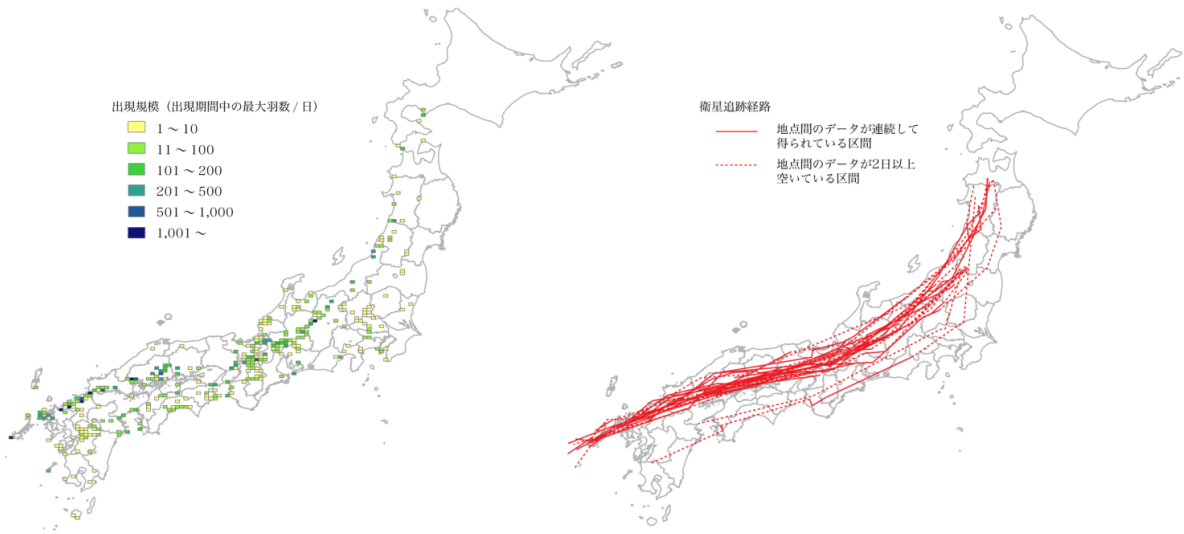 出現規模（出現期間中の最大羽数 / 日）
1～10
11～100
101～200
201～500
501～1,000
1,001～
衛星追跡経路
地点間のデータが連続して
得られている区間
地点間のデータが2日以上
空いている区間